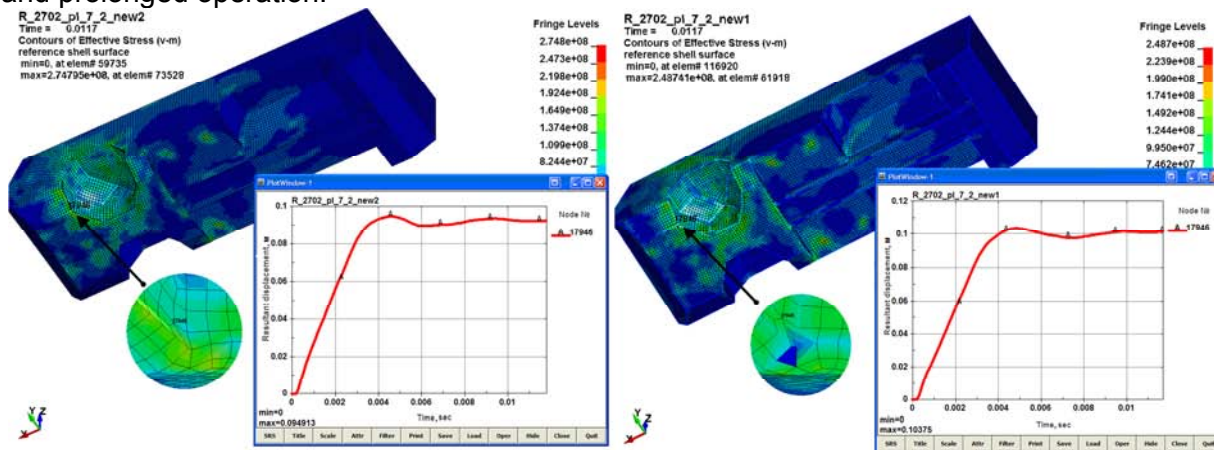 and prolonged operation.
R_2702_pl_7_2_new2
Time = 0.0117
Contours of Effective Stress (v-m)
reference shell surface
min=0, at elem# 59735
max=2.74795e+08, at elem# 73528
Fringe Levels
2.748e+08
2.473e+08
2.198e+08
1.924e+08
1.649e+08
1.374e+08
1.099e+08
8.244e+07
17946
PlotWindow-1
R_2702_pl_7_2_new2
0.1
0.08
0.06
0.04
0.02
0
Resultant displacement, м
0 0.002 0.004 0.006 0.008 0.01
Time, sec
Node №
A 17946
min=0
max=0.094913
SRS Title Scale Attr Filter Print Save Load Oper Hide Close Quit
Y Z
X
R_2702_pl_7_2_new1
Time = 0.0117
Contours of Effective Stress (v-m)
reference shell surface
min=0, at elem# 116920
max=2.48741e+08, at elem# 61918
Fringe Levels
2.487e+08
2.239e+08
1.990e+08
1.741e+08
1.492e+08
1.244e+08
9.950e+07
7.462e+07
17946
PlotWindow-1
R_2702_pl_7_2_new1
0.12
0.1
0.08
0.06
0.04
0.02
0
Resultant displacement, м
0 0.002 0.004 0.006 0.008 0.01
Time, sec
Node №
A 17946
min=0
max=0.10375
SRS Title Scale Attr Filter Print Save Load Oper Hide Close Quit
Y Z
X